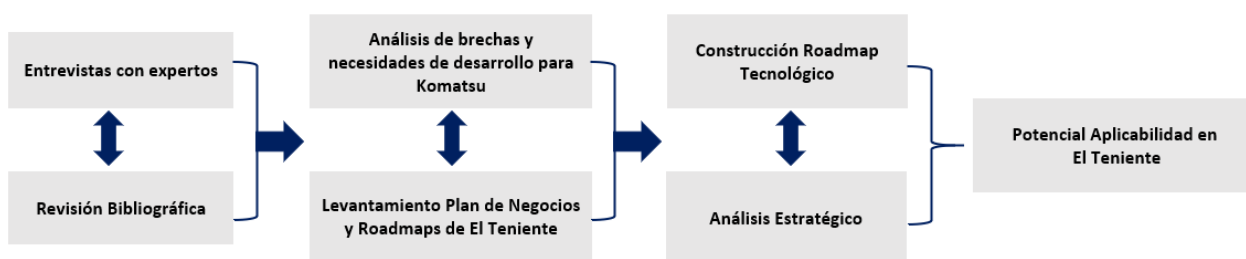 Entrevistas con expertos
Revisión Bibliográfica
Análisis de brechas y
necesidades de desarrollo para
Komatsu
Levantamiento Plan de Negocios
y Roadmaps de El Teniente
Construcción Roadmap
Tecnológico
Análisis Estratégico
Potencial Aplicabilidad en
El Teniente